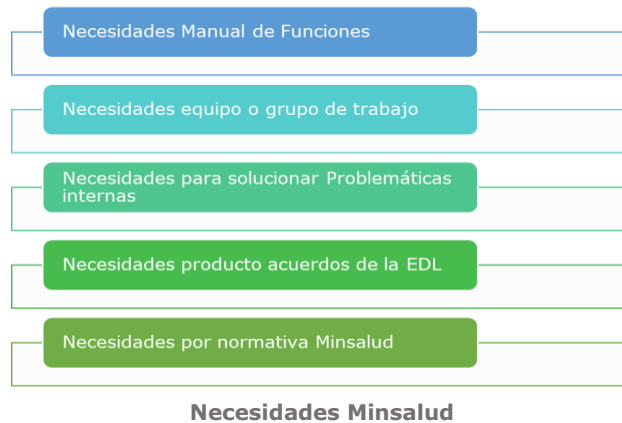 Necesidades Manual de Funciones
Necesidades equipo o grupo de trabajo
Necesidades para solucionar Problemáticas
internas
Necesidades producto acuerdos de la EDL
Necesidades por normativa Minsalud
Necesidades Minsalud